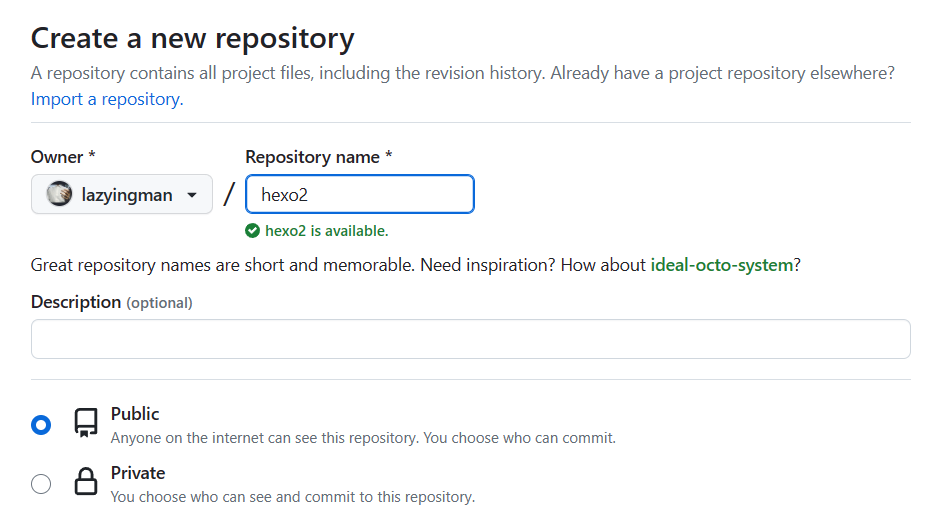 Create a new repository
A repository contains all project files, including the revision history. Already have a project repository elsewhere?
Import a repository.
Owner * Repository name *
lazyingman / hexo2
hexo2 is available.
Great repository names are short and memorable. Need inspiration? How about ideal-octo-system?
Description (optional)
Public
Anyone on the internet can see this repository. You choose who can commit.
Private
You choose who can see and commit to this repository.